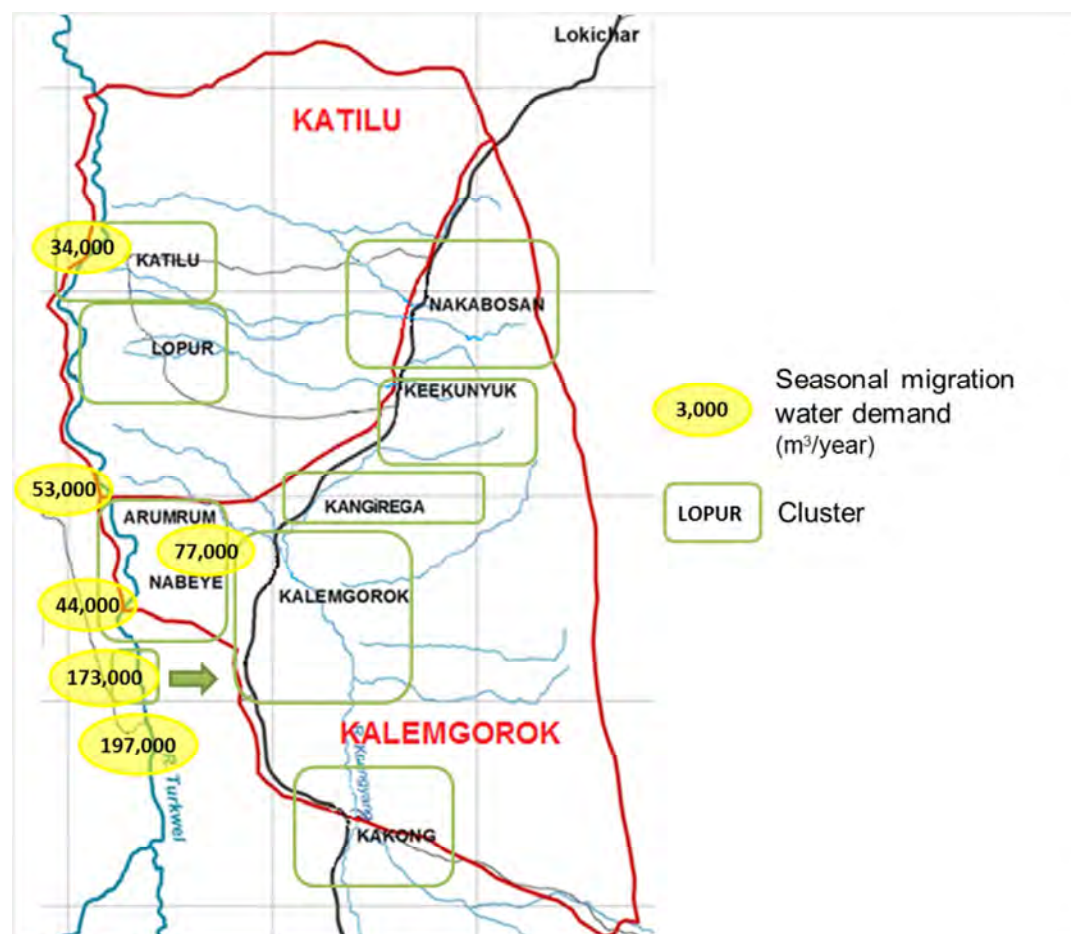 Lokichar
KATILU
34,000
KATILU
NAKABOSAN
LOPUR
KEEKUNYUK
Seasonal migration
water demand
(m³/year)
3,000
53,000
ARUMRUM
KANGiREGA
LOPUR
Cluster
77,000
NABEYE
KALEMGOROK
44,000
173,000
197,000
KALEMGOROK
R. Turkwel
KAKONG